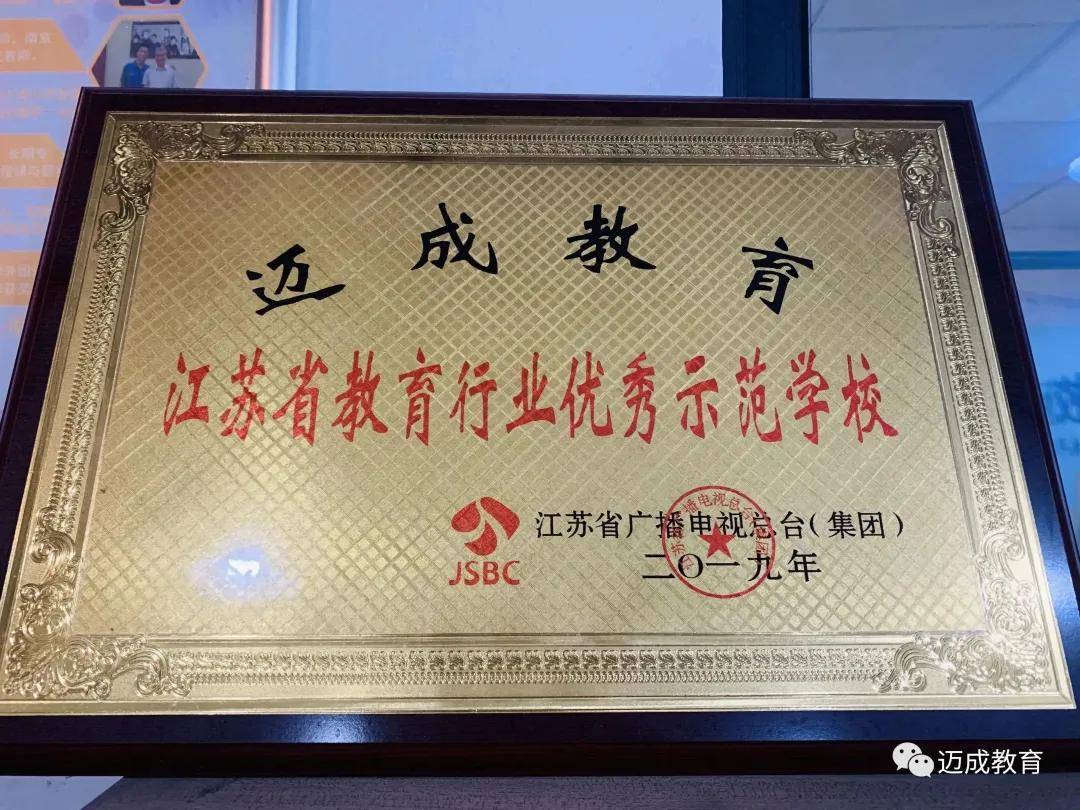 迈成教育
江苏省教育行业优秀示范学校
JSBC
江苏省广播电视总台(集团)
二〇一九年
迈成教育